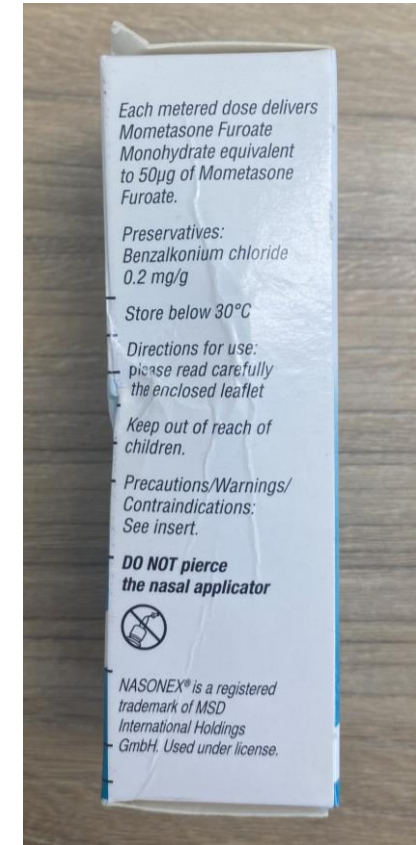 Each metered dose delivers
Mometasone Furoate
Monohydrate equivalent
to 50µg of Mometasone
Furoate.
Preservatives:
Benzalkonium chloride
0.2 mg/g
Store below 30°C
Directions for use:
please read carefully
the enclosed leaflet
Keep out of reach of
children.
Precautions/Warnings/
Contraindications:
See insert.
DO NOT pierce
the nasal applicator
NASONEX® is a registered
trademark of MSD
International Holdings
GmbH. Used under license.